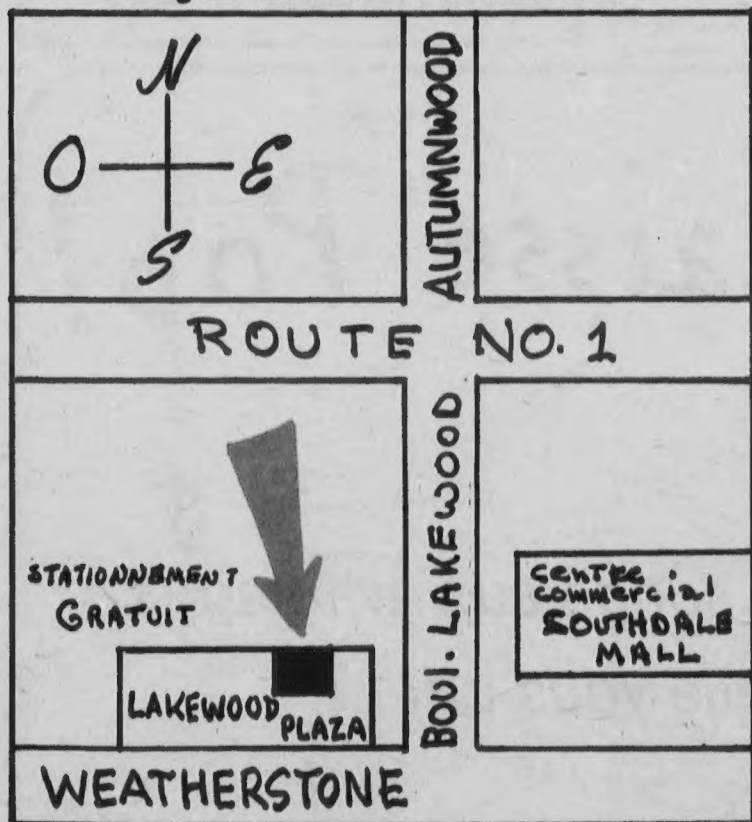 N
O E
S
AUTUMNWOOD
ROUTE NO. 1
BOUL. LAKEWOOD
STATIONNEMENT
GRATUIT
LAKEWOOD
PLAZA
centre
commercial
SOUTHDALE
MALL
WEATHERSTONE